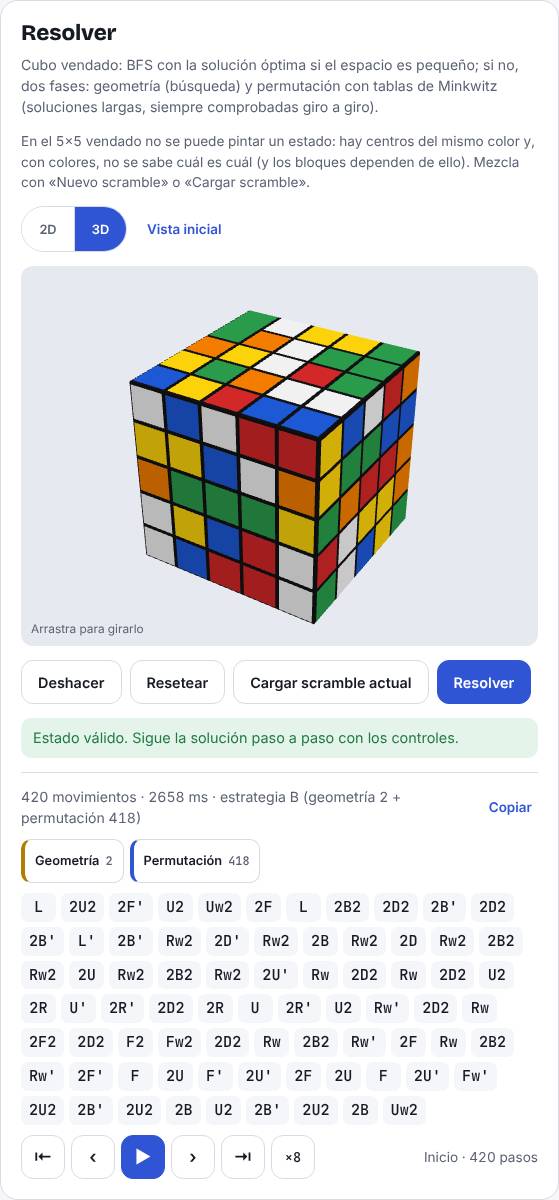 Resolver
Cubo vendado: BFS con la solución óptima si el espacio es pequeño; si no,
dos fases: geometría (búsqueda) y permutación con tablas de Minkwitz
(soluciones largas, siempre comprobadas giro a giro).
En el 5×5 vendado no se puede pintar un estado: hay centros del mismo color y,
con colores, no se sabe cuál es cuál (y los bloques dependen de ello). Mezcla
con «Nuevo scramble» o «Cargar scramble».
2D 3D Vista inicial
Arrastra para girarlo
Deshacer Resetear Cargar scramble actual Resolver
Estado válido. Sigue la solución paso a paso con los controles.
420 movimientos · 2658 ms · estrategia B (geometría 2 +
permutación 418)
Copiar
Geometría 2 Permutación 418
L 2U2 2F' U2 Uw2 2F L 2B2 2D2 2B' 2D2
2B' L' 2B' Rw2 2D' Rw2 2B Rw2 2D Rw2 2B2
Rw2 2U Rw2 2B2 Rw2 2U' Rw 2D2 Rw 2D2 U2
2R U' 2R' 2D2 2R U 2R' U2 Rw' 2D2 Rw
2F2 2D2 F2 Fw2 2D2 Rw 2B2 Rw' 2F Rw 2B2
Rw' 2F' F 2U F' 2U' 2F 2U F 2U' Fw'
2U2 2B' 2U2 2B U2 2B' 2U2 2B Uw2
×8 Inicio · 420 pasos